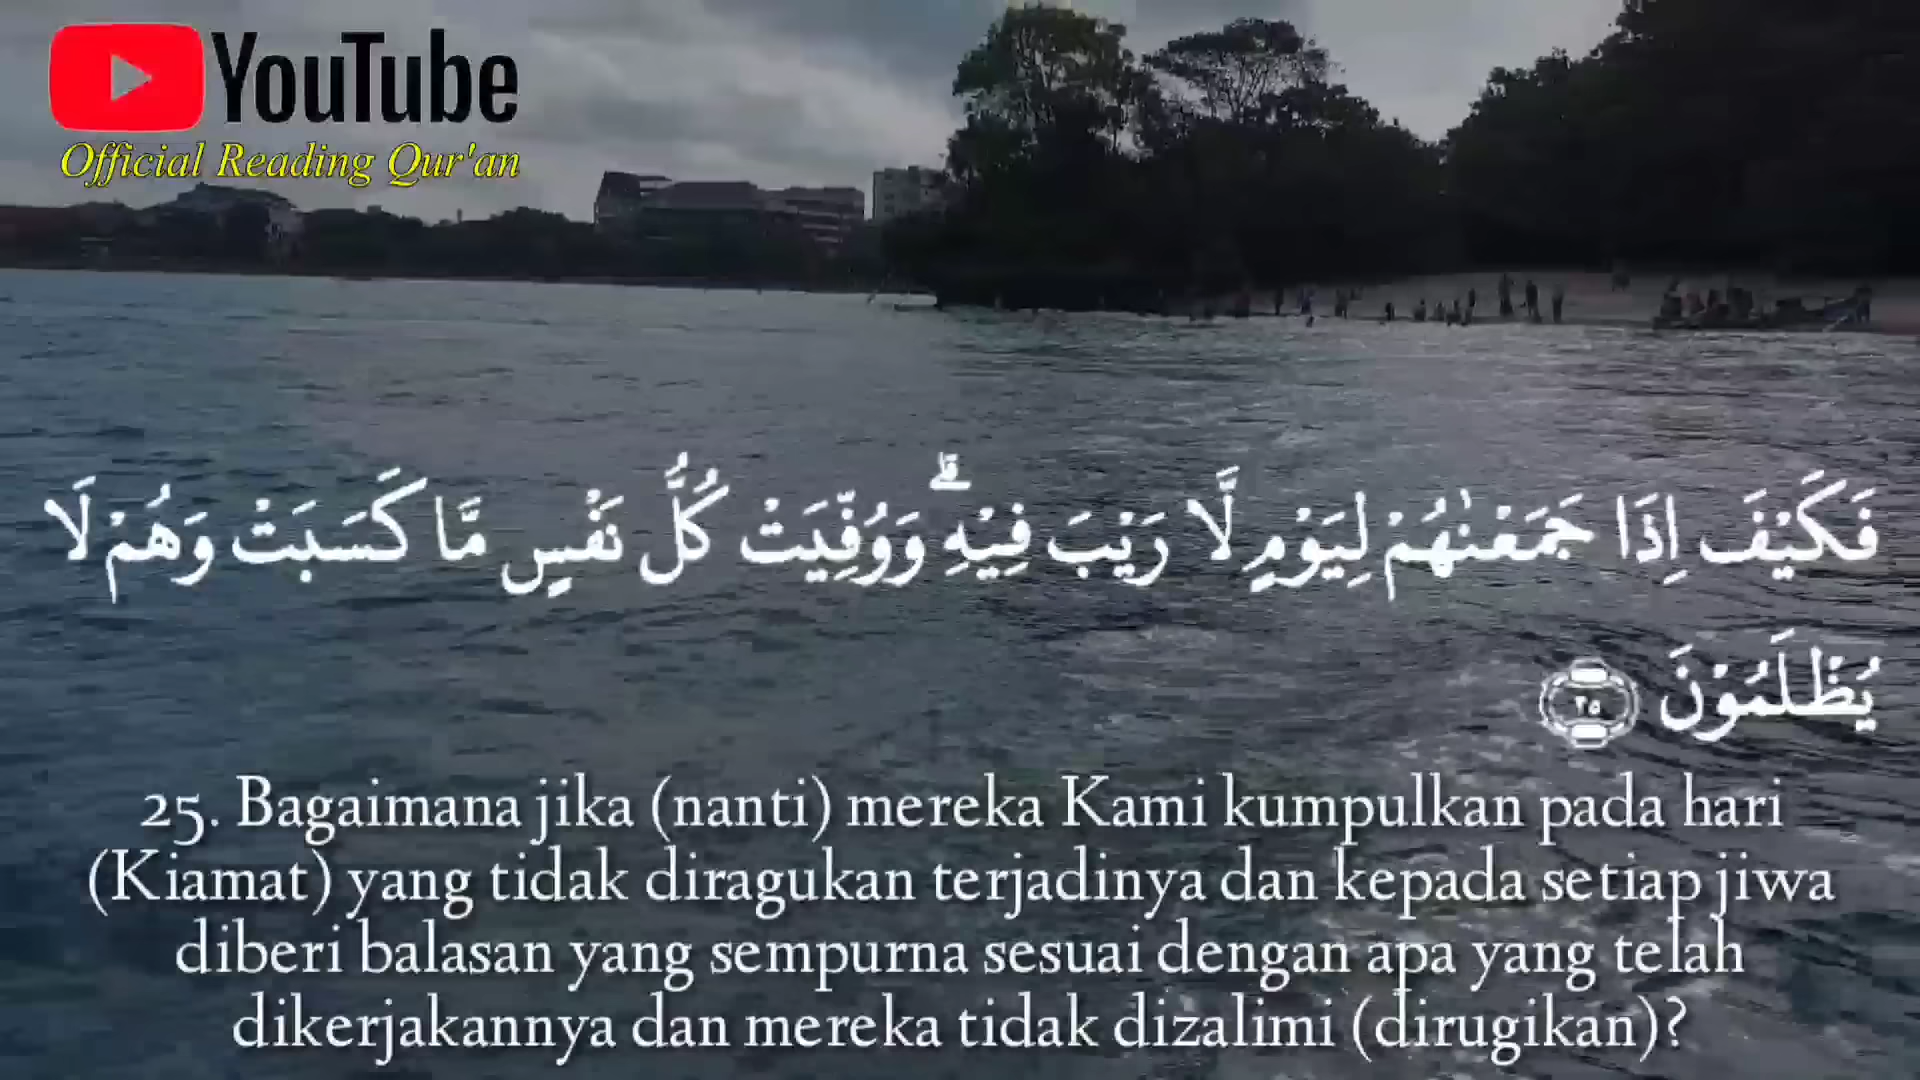 YouTube
Official Reading Qur'an
فَكَيْفَ اِذَا جَمَعْنٰهُمْ لِيَوْمٍ لَّا رَيْبَ فِيْهِۗ وَوُفِّيَتْ كُلُّ نَفْسٍ مَّا كَسَبَتْ وَهُمْ لَا
يُظْلَمُوْنَ ٢٥
25. Bagaimana jika (nanti) mereka Kami kumpulkan pada hari
(Kiamat) yang tidak diragukan terjadinya dan kepada setiap jiwa
diberi balasan yang sempurna sesuai dengan apa yang telah
dikerjakannya dan mereka tidak dizalimi (dirugikan)?